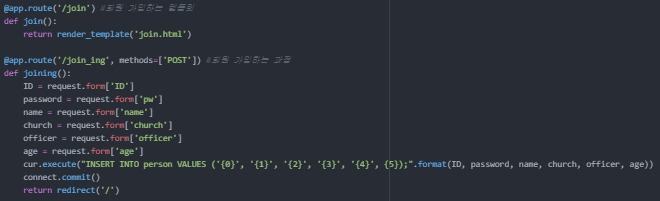 @app.route('/join') #회원 가입하는 템플릿
def join():
return render_template('join.html')
@app.route('/join_ing', methods=['POST']) #회원 가입하는 과정
def joining():
ID = request.form['ID']
password = request.form['pw']
name = request.form['name']
church = request.form['church']
officer = request.form['officer']
age = request.form['age']
cur.execute("INSERT INTO person VALUES ('{0}', '{1}', '{2}', '{3}', '{4}', {5});".format(ID, password, name, church, officer, age))
connect.commit()
return redirect('/')